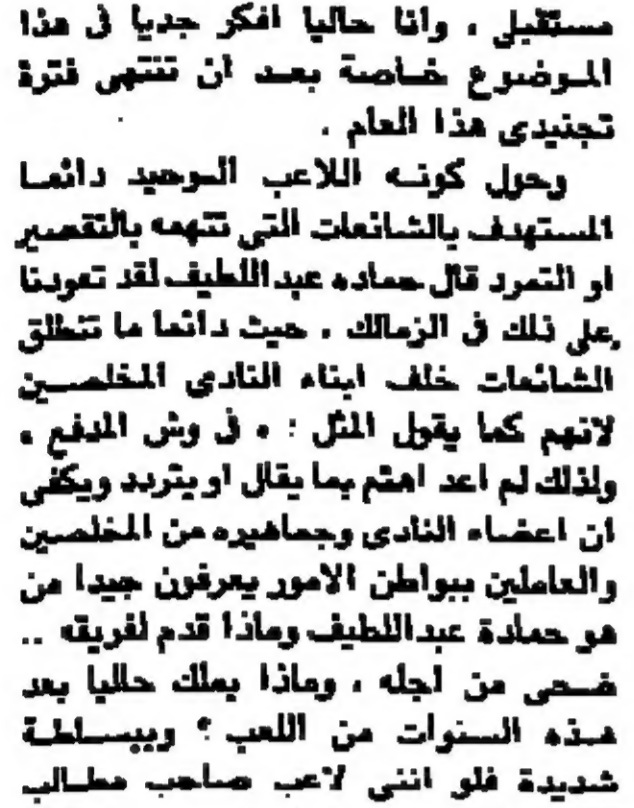 مستقبلى ، وانا حاليا افكر جديا فى هذا
الموضوع خاصة بعد ان تنتهى فترة
تجنيدى هذا العام .
وحول كونه اللاعب الوحيد دائما
المستهدف بالشائعات التى تتهمه بالتقصير
او التمرد قال حماده عبد اللطيف لقد تعودنا
على ذلك فى الزمالك ، حيث دائما ما تنطلق
الشائعات خلف ابناء النادى المخلصين
لانهم كما يقول المثل : « فى وش المدفع »
ولذلك لم اعد اهتم بما يقال او يتردد ويكفى
ان اعضاء النادى وجماهيره من المخلصين
والعاملين ببواطن الامور يعرفون جيدا من
هو حمادة عبد اللطيف وماذا قدم لفريقه ..
ضحى من اجله ، وماذا يملك حاليا بعد
هذه السنوات من اللعب ؟ وببساطة
شديدة فلو اننى لاعب صاحب مطالب